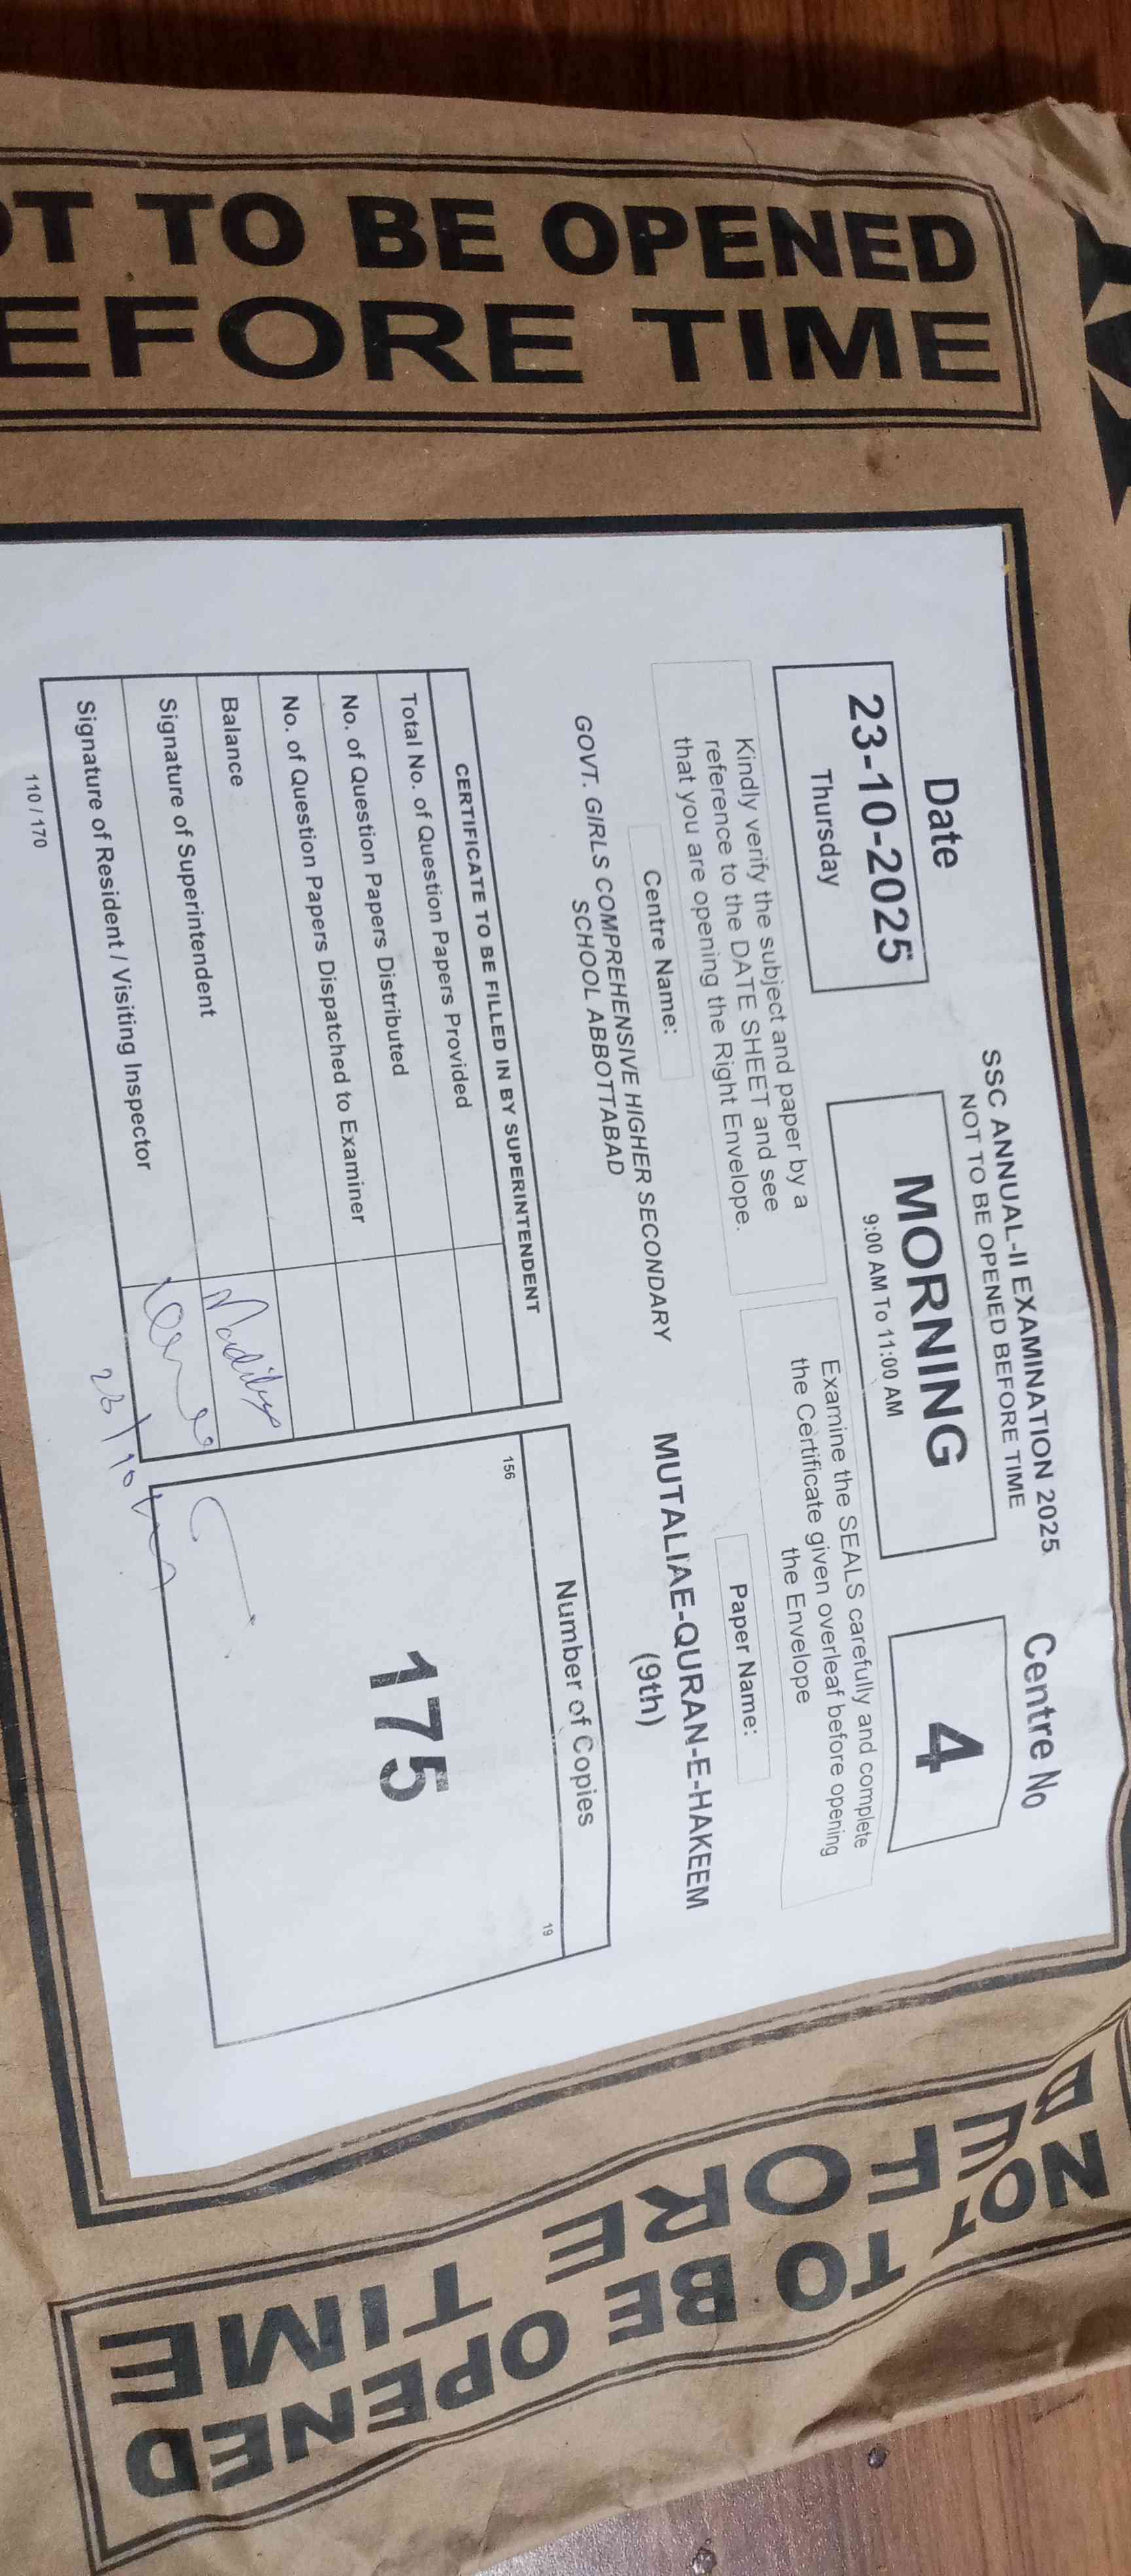 T TO BE OPENED
EFORE TIME
SSC ANNUAL-II EXAMINATION 2025
NOT TO BE OPENED BEFORE TIME
Date
23-10-2025
Thursday
MORNING
9:00 AM To 11:00 AM
Centre No
4
Kindly verify the subject and paper by a
reference to the DATE SHEET and see
that you are opening the Right Envelope.
Examine the SEALS carefully and complete
the Certificate given overleaf before opening
the Envelope
Centre Name:
GOVT. GIRLS COMPREHENSIVE HIGHER SECONDARY
SCHOOL ABBOTTABAD
Paper Name:
MUTALIAE-QURAN-E-HAKEEM
(9th)
CERTIFICATE TO BE FILLED IN BY SUPERINTENDENT
Total No. of Question Papers Provided
No. of Question Papers Distributed
No. of Question Papers Dispatched to Examiner
Balance
Signature of Superintendent
Signature of Resident / Visiting Inspector
110 / 170
Number of Copies
156
19
175
NOT TO BE OPENED
BEFORE TIME